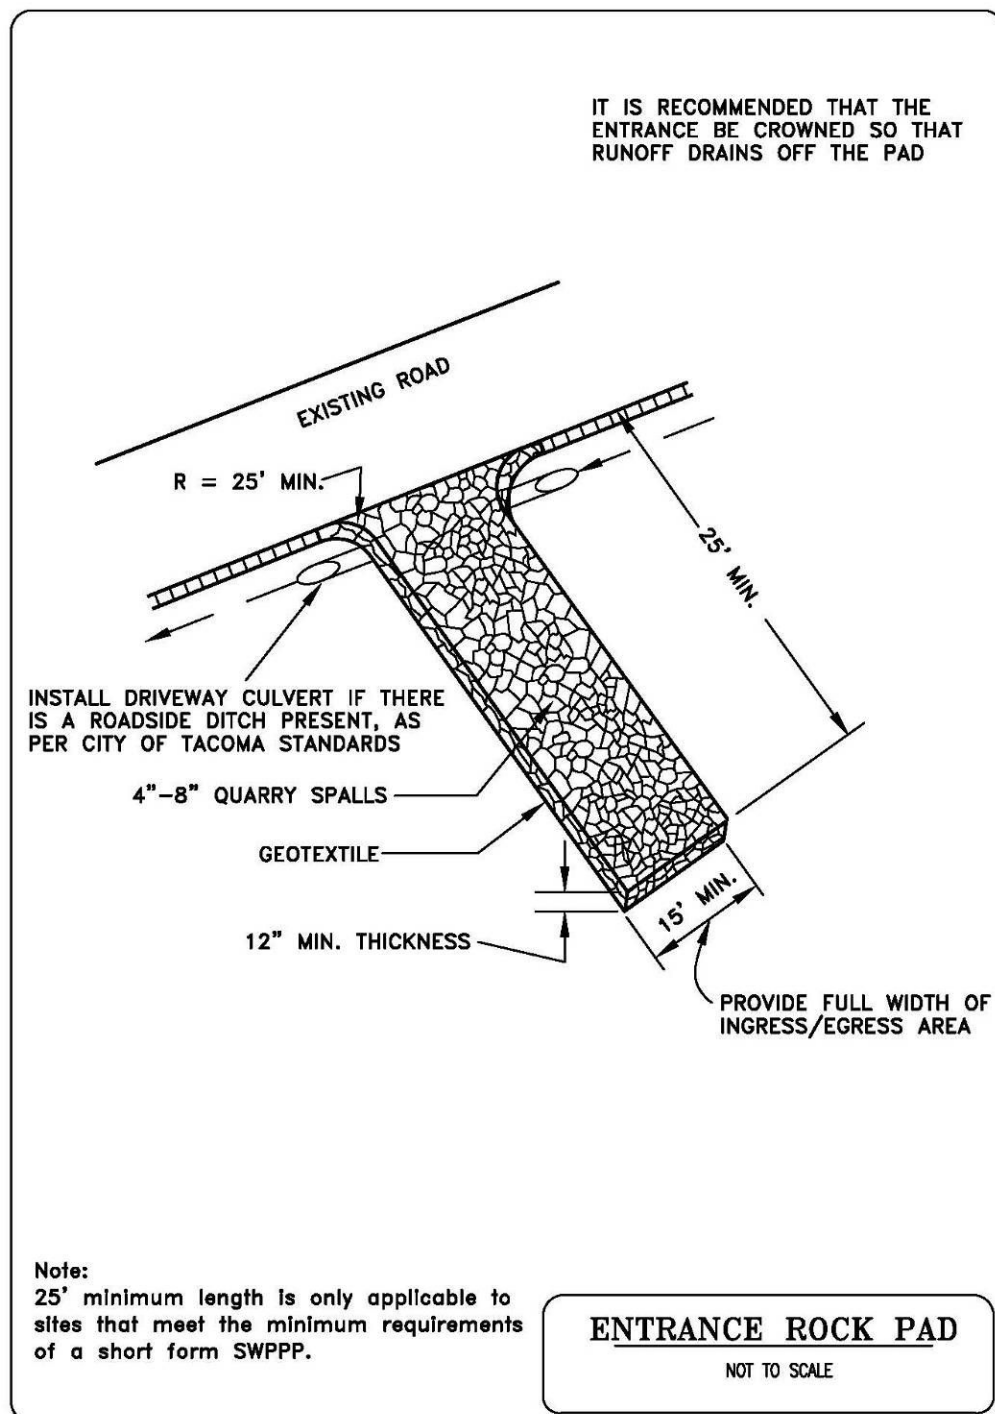 IT IS RECOMMENDED THAT THE
ENTRANCE BE CROWNED SO THAT
RUNOFF DRAINS OFF THE PAD
EXISTING ROAD
R = 25' MIN.
25' MIN.
INSTALL DRIVEWAY CULVERT IF THERE
IS A ROADSIDE DITCH PRESENT, AS
PER CITY OF TACOMA STANDARDS
4"-8" QUARRY SPALLS
GEOTEXTILE
15' MIN.
12" MIN. THICKNESS
PROVIDE FULL WIDTH OF
INGRESS/EGRESS AREA
Note:
25' minimum length is only applicable to
sites that meet the minimum requirements
of a short form SWPPP.
ENTRANCE ROCK PAD
NOT TO SCALE